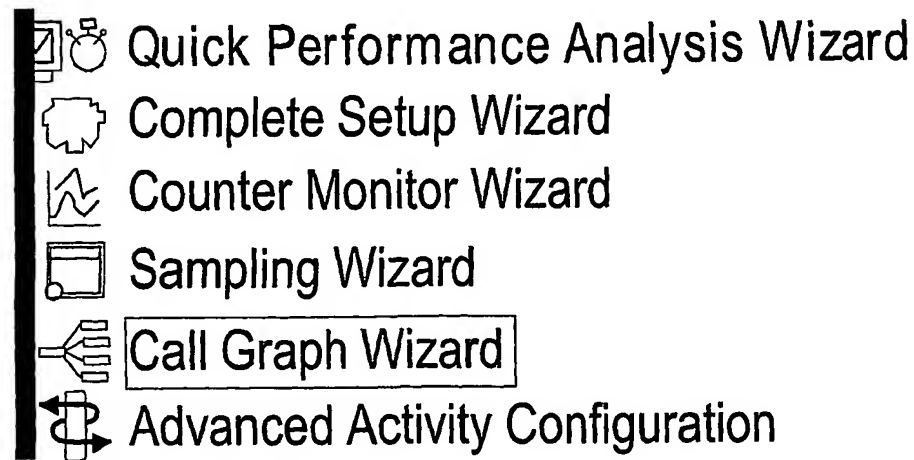 Quick Performance Analysis Wizard
Complete Setup Wizard
Counter Monitor Wizard
Sampling Wizard
Call Graph Wizard
Advanced Activity Configuration